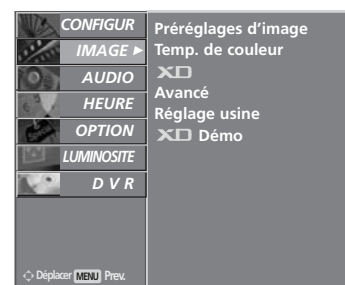 CONFIGUR
IMAGE
AUDIO
HEURE
OPTION
LUMINOSITE
D V R
Déplacer MENU Prev.
Préréglages d'image
Temp. de couleur
XD
Avancé
Réglage usine
XD Démo